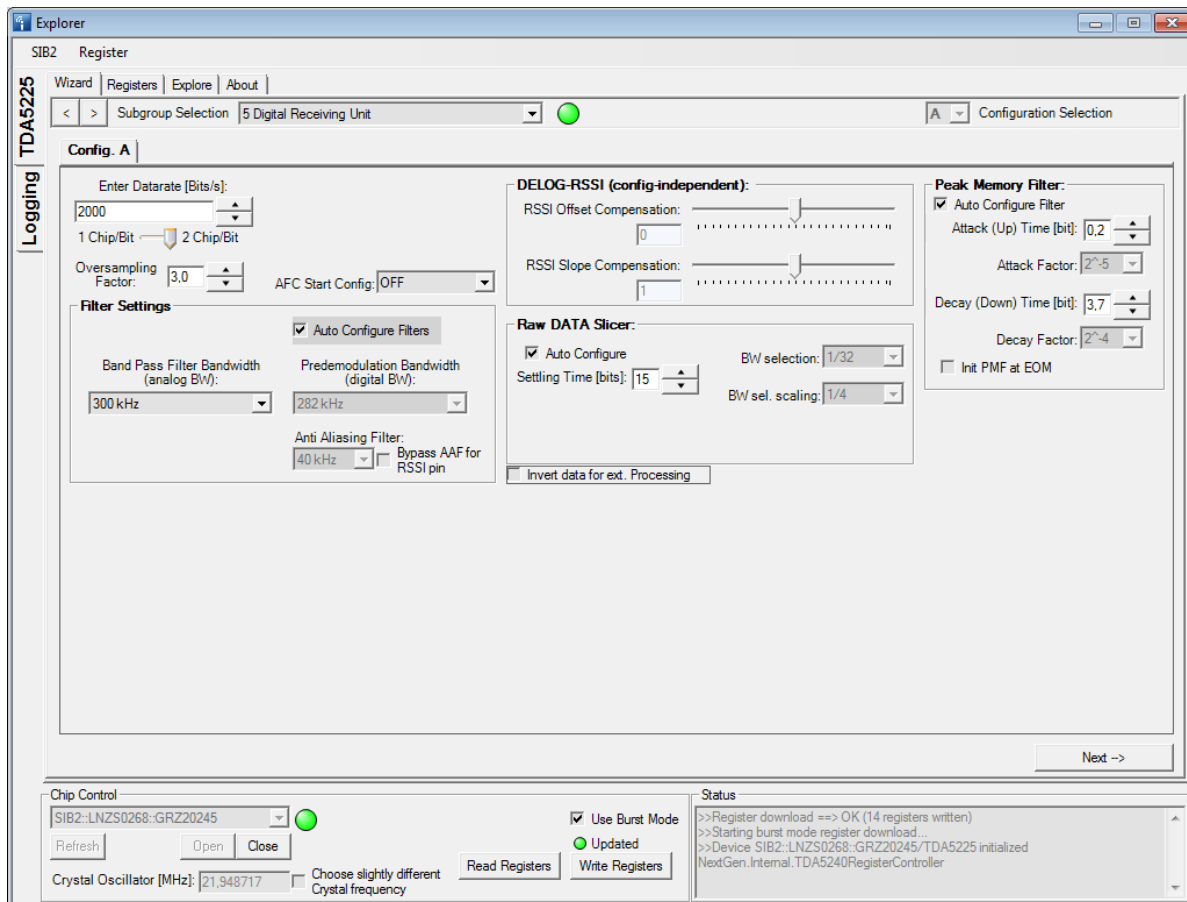 Explorer
SIB2 Register
TDA5225
Logging
Wizard Registers Explore About
< > Subgroup Selection 5 Digital Receiving Unit A Configuration Selection
Config. A
Enter Datarate [Bits/s]:
2000
1 Chip/Bit 2 Chip/Bit
Oversampling
Factor: 3,0
AFC Start Config: OFF
Filter Settings
Auto Configure Filters
Band Pass Filter Bandwidth
(analog BW):
300 kHz
Predemodulation Bandwidth
(digital BW):
282 kHz
Anti Aliasing Filter:
40 kHz
Bypass AAF for
RSSI pin
DELOG-RSSI (config-independent):
RSSI Offset Compensation:
0
RSSI Slope Compensation:
1
Raw DATA Slicer:
Auto Configure
Settling Time [bits]: 15
BW selection: 1/32
BW sel. scaling: 1/4
Invert data for ext. Processing
Peak Memory Filter:
Auto Configure Filter
Attack (Up) Time [bit]: 0,2
Attack Factor: 2^-5
Decay (Down) Time [bit]: 3,7
Decay Factor: 2^-4
Init PMF at EOM
Next -->
Chip Control
SIB2::LNZS0268::GRZ20245
Refresh Open Close
Crystal Oscillator [MHz]: 21,948717
Choose slightly different
Crystal frequency
Use Burst Mode
Updated
Read Registers Write Registers
Status
>>Register download ==> OK (14 registers written)
>>Starting burst mode register download...
>>Device SIB2::LNZS0268::GRZ20245/TDA5225 initialized
NextGen.Internal.TDA5240RegisterController